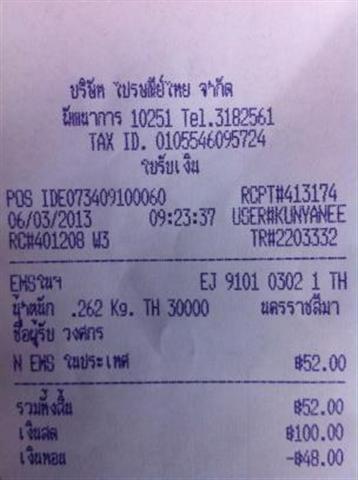 บริษัท ไปรษณีย์ไทย จำกัด
พัฒนาการ 10251 Tel.3182561
TAX ID. 0105546095724
ใบรับเงิน
POS IDE073409100060 RCPT#413174
06/03/2013 09:23:37 USER#KUNYANEE
RC#401208 W3 TR#2203332
EMSในฯ EJ 9101 0302 1 TH
น้ำหนัก .262 Kg. TH 30000 นครราชสีมา
ชื่อผู้รับ วงศกร
N EMS ในประเทศ ฿52.00
รวมทั้งสิ้น ฿52.00
เงินสด ฿100.00
เงินทอน -฿48.00